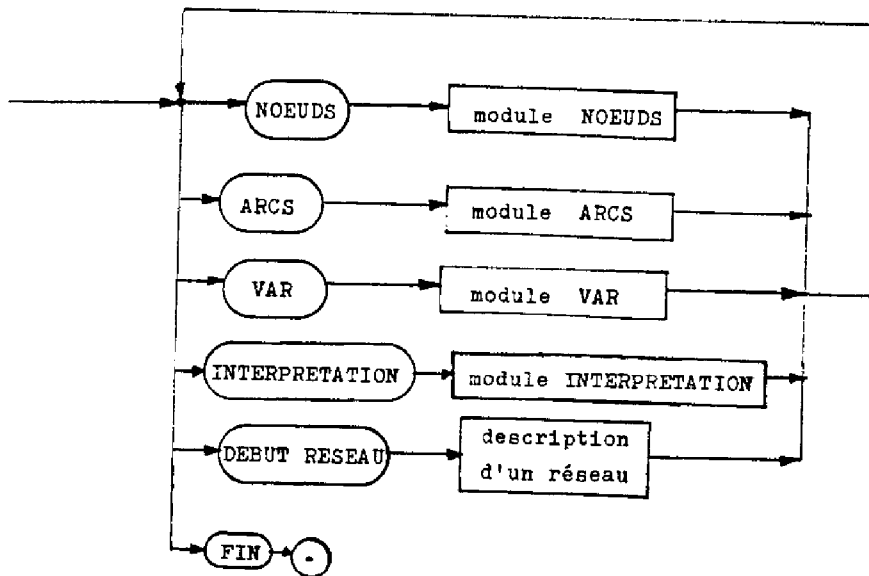 NOEUDS
module NOEUDS
ARCS
module ARCS
VAR
module VAR
INTERPRETATION
module INTERPRETATION
DEBUT RESEAU
description
d'un réseau
FIN
.